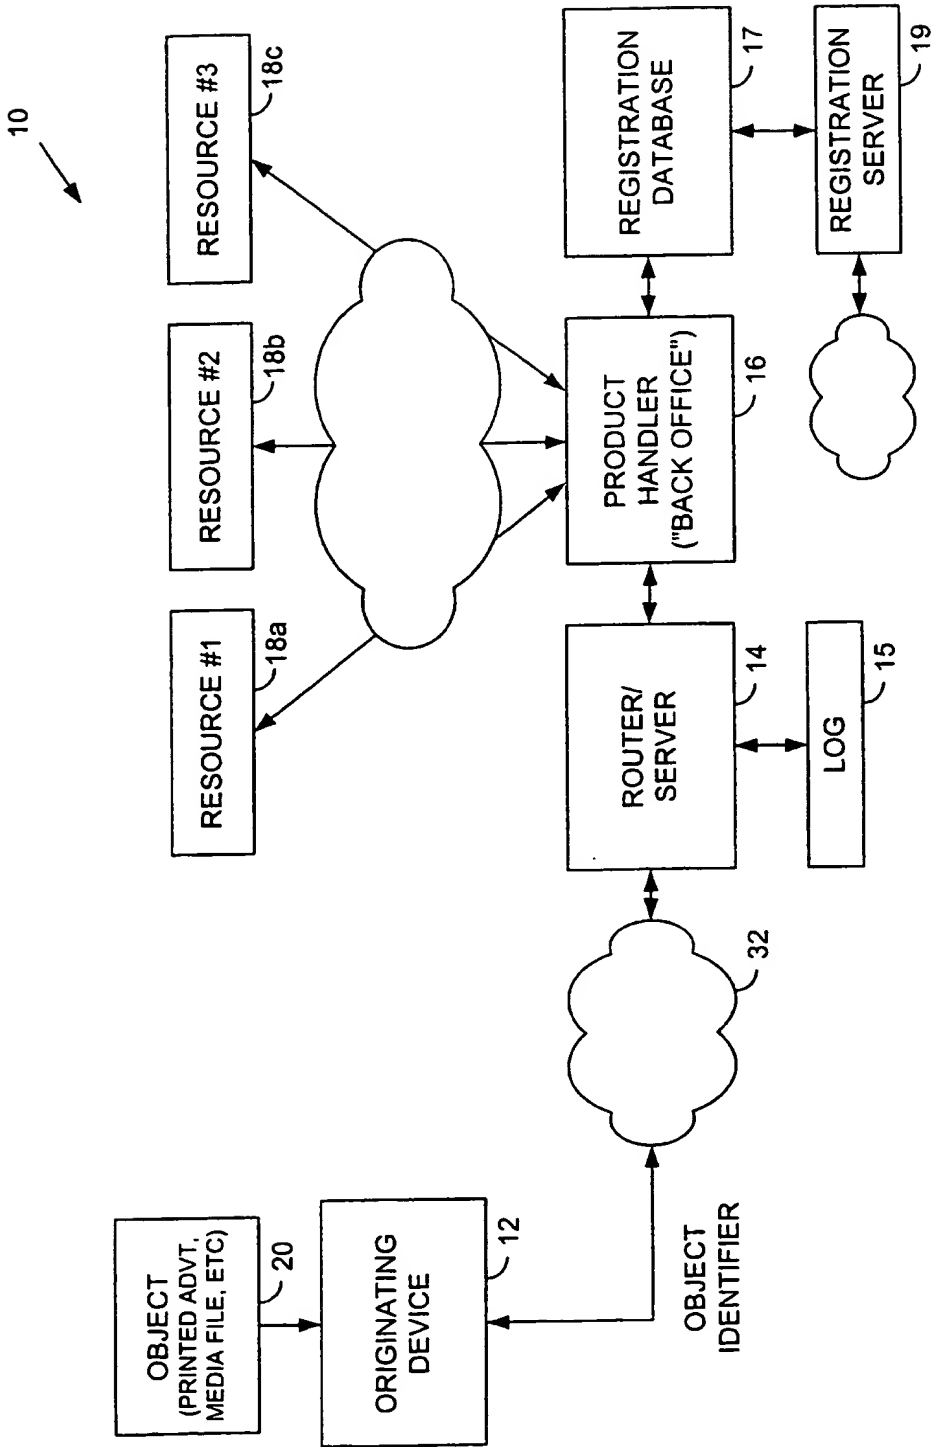 10
OBJECT
(PRINTED ADVT,
MEDIA FILE, ETC)
20
ORIGINATING
DEVICE
12
OBJECT
IDENTIFIER
32
RESOURCE #1
18a
RESOURCE #2
18b
RESOURCE #3
18c
ROUTER/
SERVER
14
LOG
15
PRODUCT
HANDLER
("BACK OFFICE")
16
REGISTRATION
DATABASE
17
REGISTRATION
SERVER
19